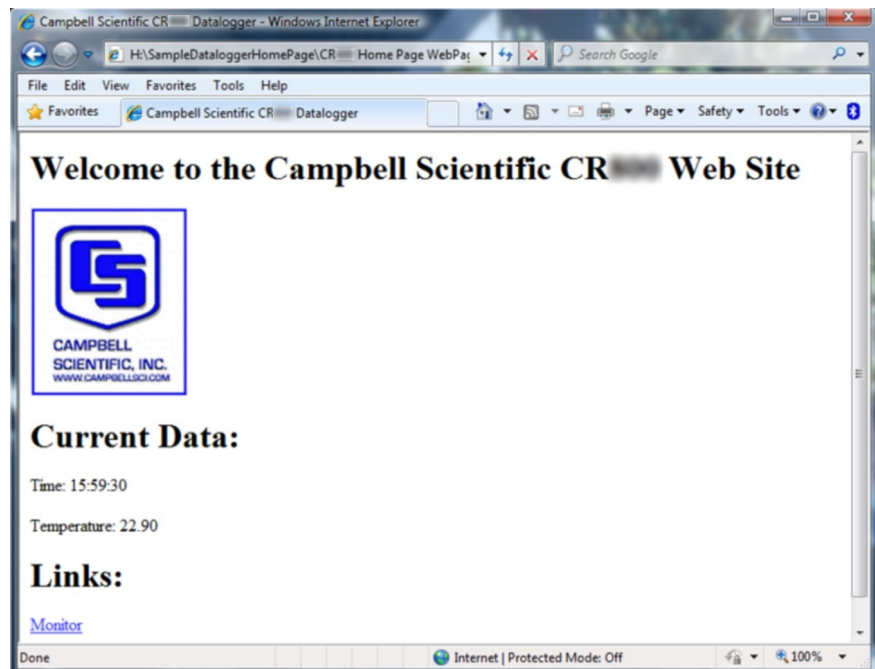 Campbell Scientific CR Datalogger - Windows Internet Explorer
H:\SampleDataloggerHomePage\CR Home Page WebPag
Search Google
File Edit View Favorites Tools Help
Favorites Campbell Scientific CR Datalogger Page Safety Tools
Welcome to the Campbell Scientific CR Web Site
CAMPBELL
SCIENTIFIC, INC.
WWW.CAMPBELLSCI.COM
Current Data:
Time: 15:59:30
Temperature: 22.90
Links:
Monitor
Done Internet | Protected Mode: Off 100%